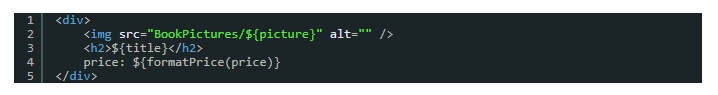 1 <div>
2     <img src="BookPictures/${picture}" alt="" />
3     <h2>${title}</h2>
4     price: ${formatPrice(price)}
5 </div>